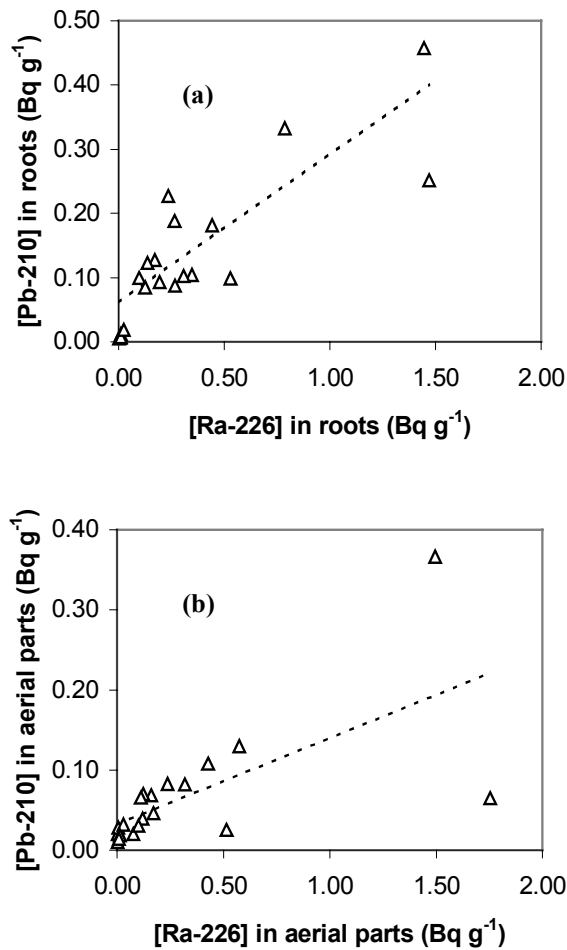 0.50
(a)
0.40
0.30
0.20
0.10
0.00
[Pb-210] in roots (Bq g⁻¹)
0.00 0.50 1.00 1.50 2.00
[Ra-226] in roots (Bq g⁻¹)
0.40
(b)
0.30
0.20
0.10
0.00
[Pb-210] in aerial parts (Bq g⁻¹)
0.00 0.50 1.00 1.50 2.00
[Ra-226] in aerial parts (Bq g⁻¹)